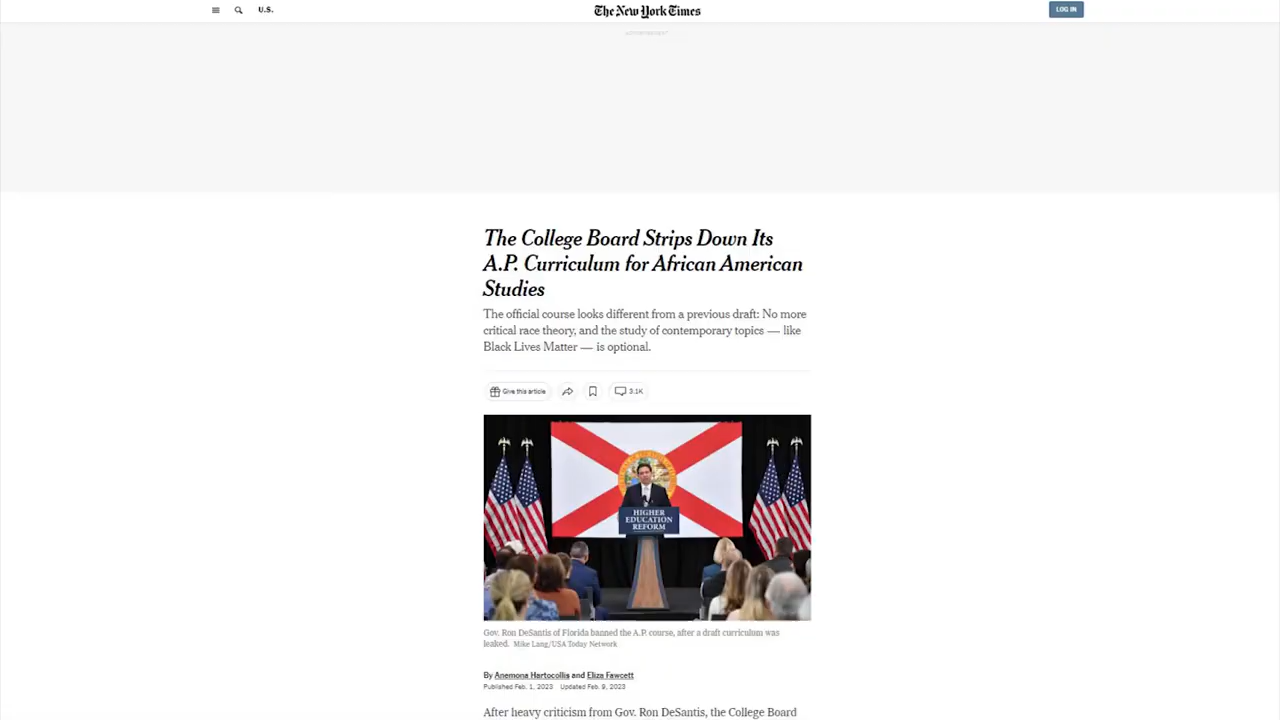 U.S.
The New York Times
LOG IN
ADVERTISEMENT
The College Board Strips Down Its
A.P. Curriculum for African American
Studies
The official course looks different from a previous draft: No more
critical race theory, and the study of contemporary topics — like
Black Lives Matter — is optional.
Give this article
3.1K
HIGHER
EDUCATION
REFORM
Gov. Ron DeSantis of Florida banned the A.P. course, after a draft curriculum was
leaked. Mike Lang/USA Today Network
By Anemona Hartocollis and Eliza Fawcett
Published Feb. 1, 2023 Updated Feb. 9, 2023
After heavy criticism from Gov. Ron DeSantis, the College Board